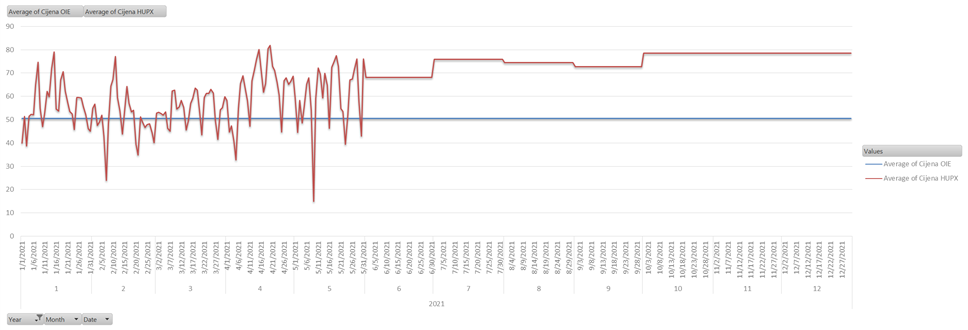 Average of Cijena OIE Average of Cijena HUPX
90
80
70
60
50
40
30
20
10
0
1/1/2021 1/6/2021 1/11/2021 1/16/2021 1/21/2021 1/26/2021 1/31/2021 2/5/2021 2/10/2021 2/15/2021 2/20/2021 2/25/2021 3/2/2021 3/7/2021 3/12/2021 3/17/2021 3/22/2021 3/27/2021 4/1/2021 4/6/2021 4/11/2021 4/16/2021 4/21/2021 4/26/2021 5/1/2021 5/6/2021 5/11/2021 5/16/2021 5/21/2021 5/26/2021 5/31/2021 6/5/2021 6/10/2021 6/15/2021 6/20/2021 6/25/2021 6/30/2021 7/5/2021 7/10/2021 7/15/2021 7/20/2021 7/25/2021 7/30/2021 8/4/2021 8/9/2021 8/14/2021 8/19/2021 8/24/2021 8/29/2021 9/3/2021 9/8/2021 9/13/2021 9/18/2021 9/23/2021 9/28/2021 10/3/2021 10/8/2021 10/13/2021 10/18/2021 10/23/2021 10/28/2021 11/2/2021 11/7/2021 11/12/2021 11/17/2021 11/22/2021 11/27/2021 12/2/2021 12/7/2021 12/12/2021 12/17/2021 12/22/2021 12/27/2021
1 2 3 4 5 6 7 8 9 10 11 12
2021
Values
Average of Cijena OIE
Average of Cijena HUPX
Year Month Date